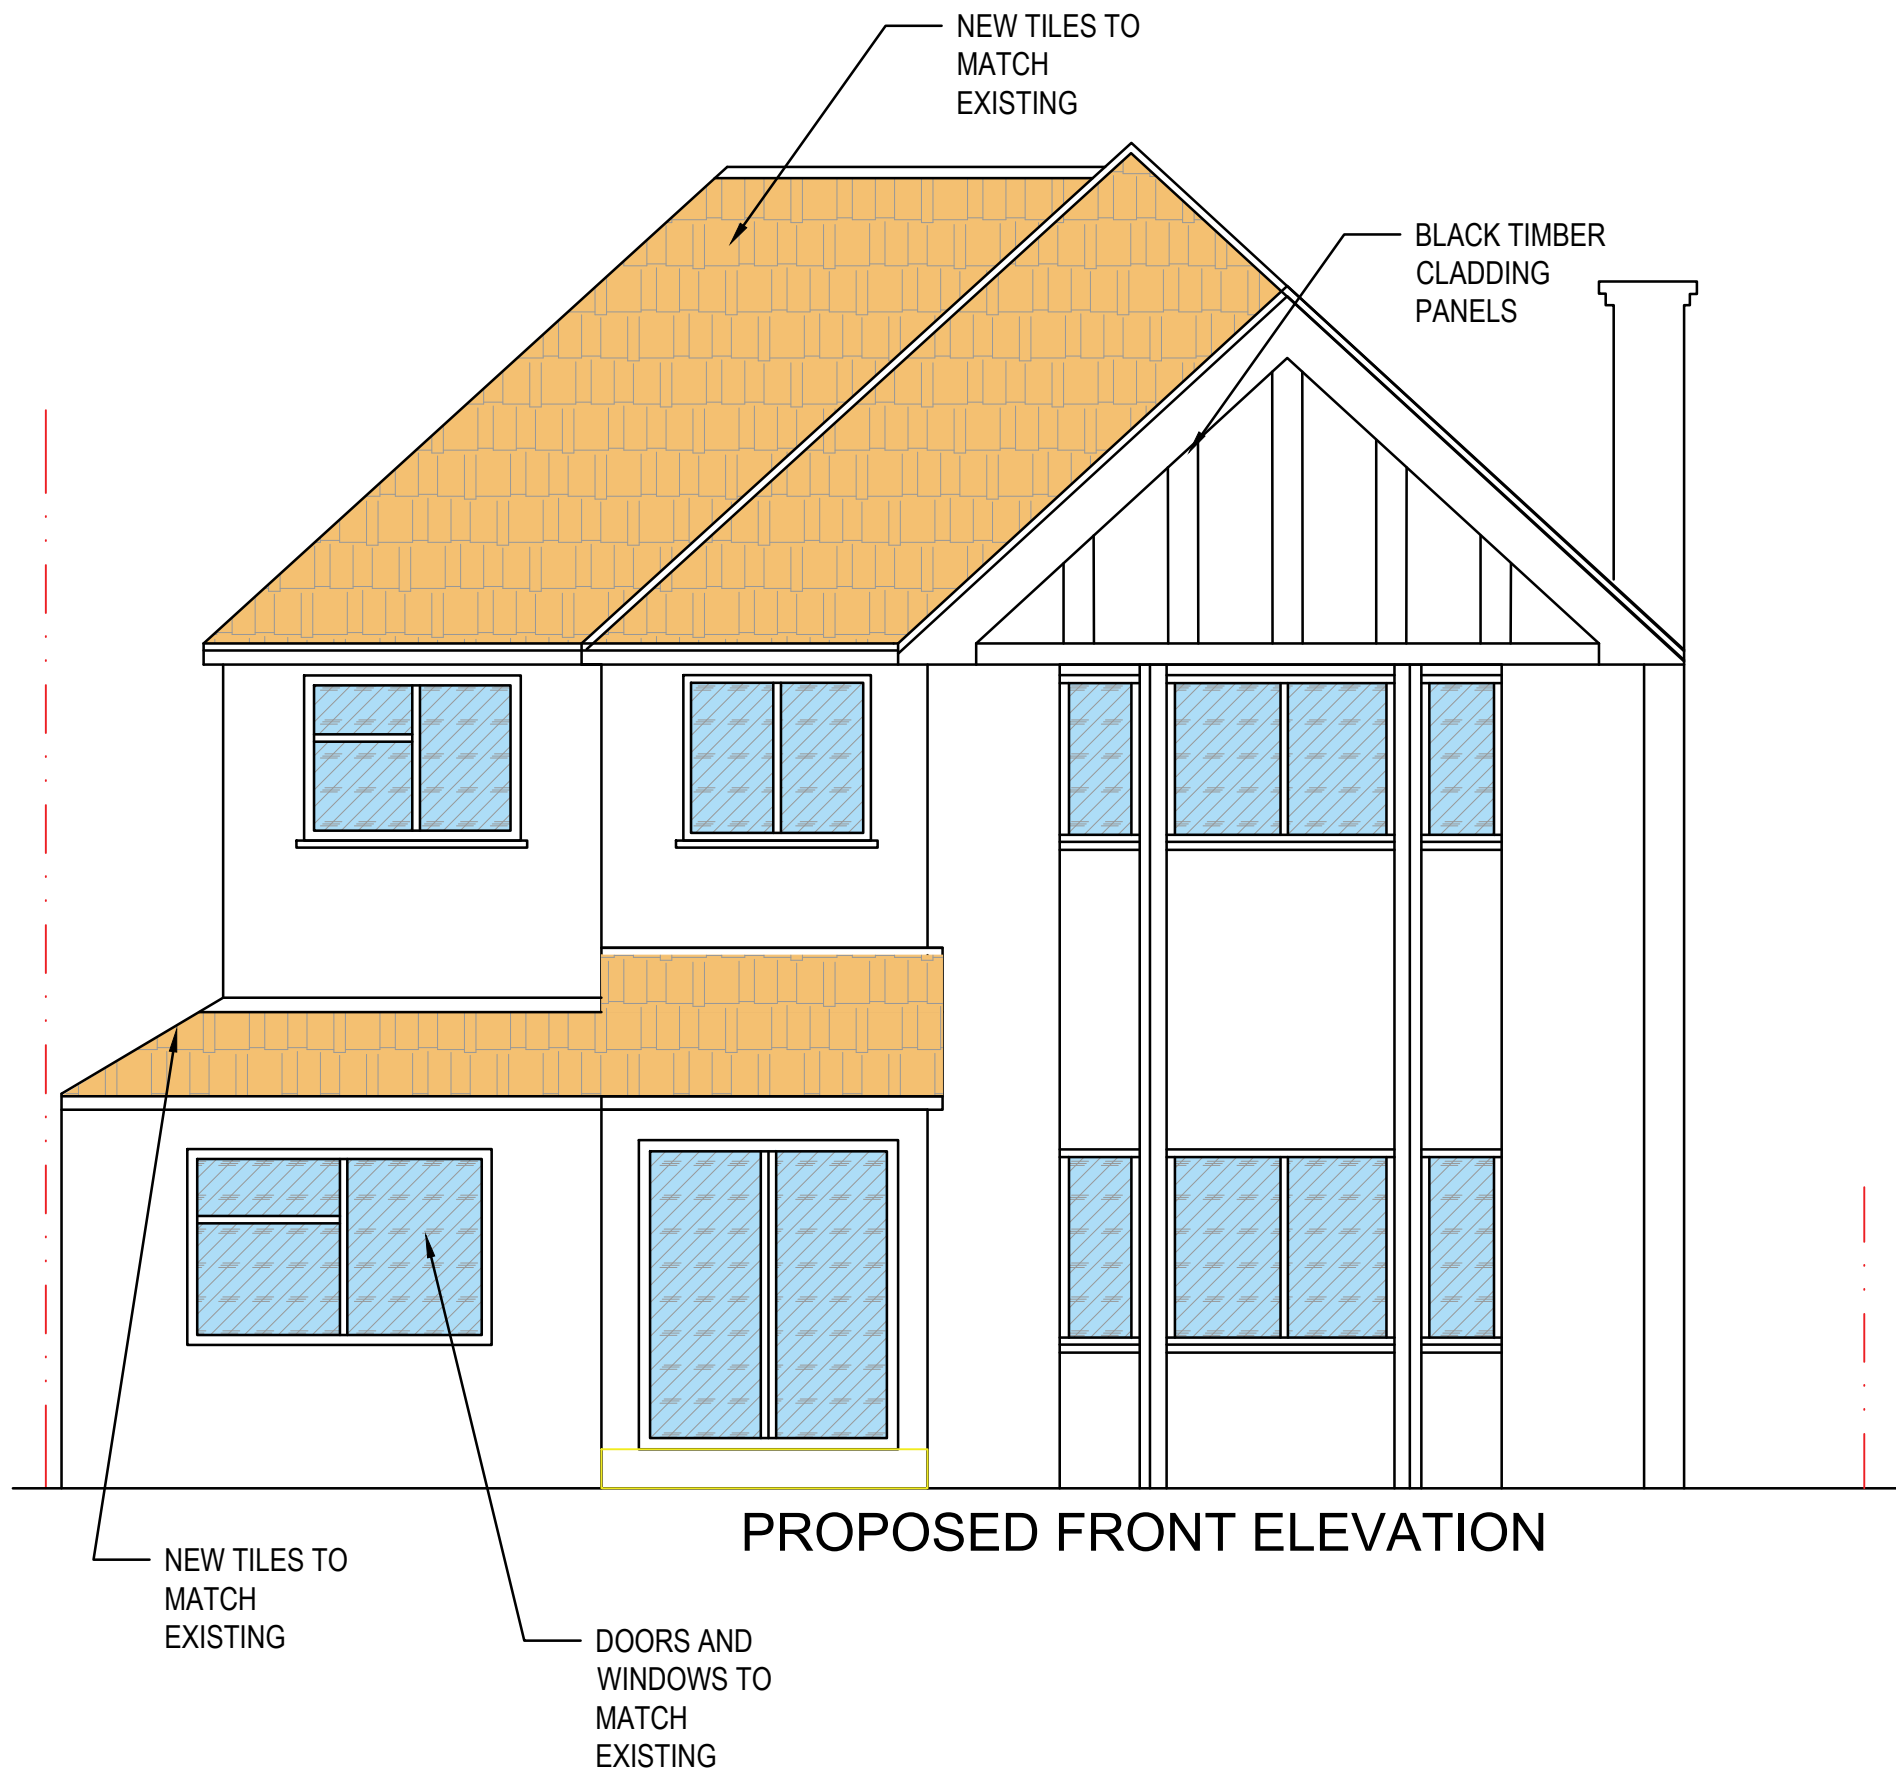 NEW TILES TO
MATCH
EXISTING
BLACK TIMBER
CLADDING
PANELS
PROPOSED FRONT ELEVATION
NEW TILES TO
MATCH
EXISTING
DOORS AND
WINDOWS TO
MATCH
EXISTING